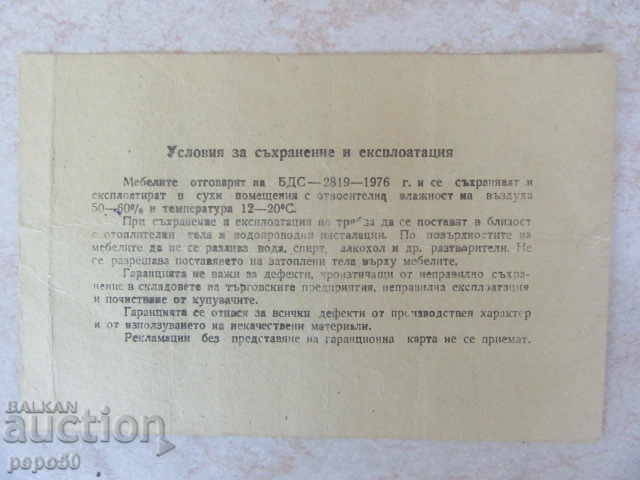 Условия за съхранение и експлоатация
Мебелите отговарят на БДС—2819—1976 г. и се съхраняват и
експлоатират в сухи помещения с относителна влажност на въздуха
50—60% и температура 12—20°С.
При съхранение и експлоатация не трябва да се поставят в близост
с отоплителни тела и водопроводни инсталации. По повърхностите на
мебелите да не се разлива вода, спирт, алкохол и др. разтварители. Не
се разрешава поставянето на затоплени тела върху мебелите.
Гаранцията не важи за дефекти, произтичащи от неправилно съхра-
нение в складовете на търговските предприятия, неправилна експлоатация
и почистване от купувачите.
Гаранцията се отнася за всички дефекти от производствен характер
и от използуването на некачествени материали.
Рекламации без представяне на гаранционна карта не се приемат.
BALKAN
auction
papo50